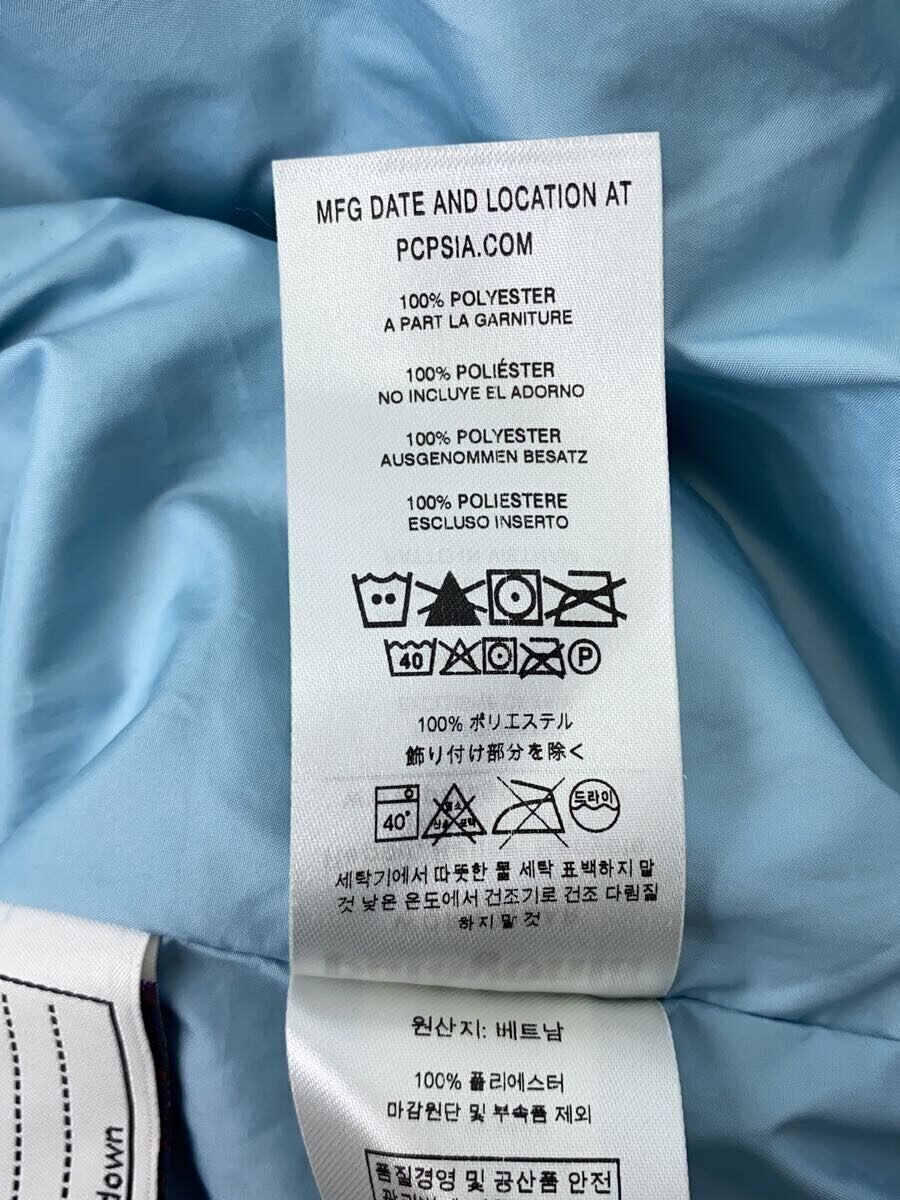 MFG DATE AND LOCATION AT
PCPSIA.COM
100% POLYESTER
A PART LA GARNITURE
100% POLIÉSTER
NO INCLUYE EL ADORNO
100% POLYESTER
AUSGENOMMEN BESATZ
100% POLIESTERE
ESCLUSO INSERTO
40 P
100% ポリエステル
飾り付け部分を除く
40° 드라이
세탁기에서 따뜻한 물 세탁 표백하지 말
것 낮은 온도에서 건조기로 건조 다림질
하지 말 것
원산지: 베트남
100% 폴리에스터
마감원단 및 부속품 제외
품질경영 및 공산품 안전
down